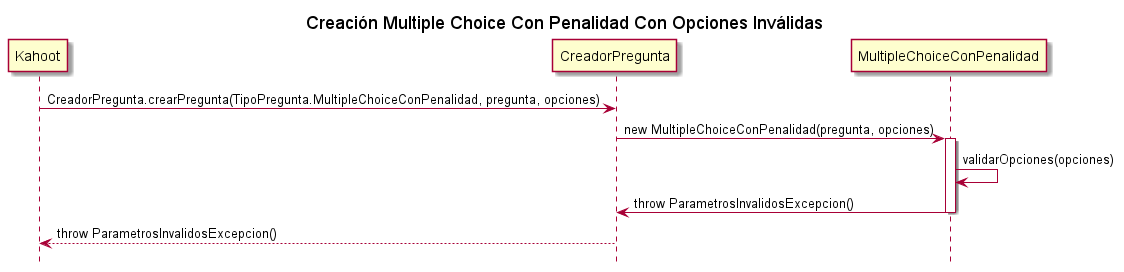 Creación Multiple Choice Con Penalidad Con Opciones Inválidas
Kahoot
CreadorPregunta
MultipleChoiceConPenalidad
CreadorPregunta.crearPregunta(TipoPregunta.MultipleChoiceConPenalidad, pregunta, opciones)
new MultipleChoiceConPenalidad(pregunta, opciones)
validarOpciones(opciones)
throw ParametrosInvalidosExcepcion()
throw ParametrosInvalidosExcepcion()